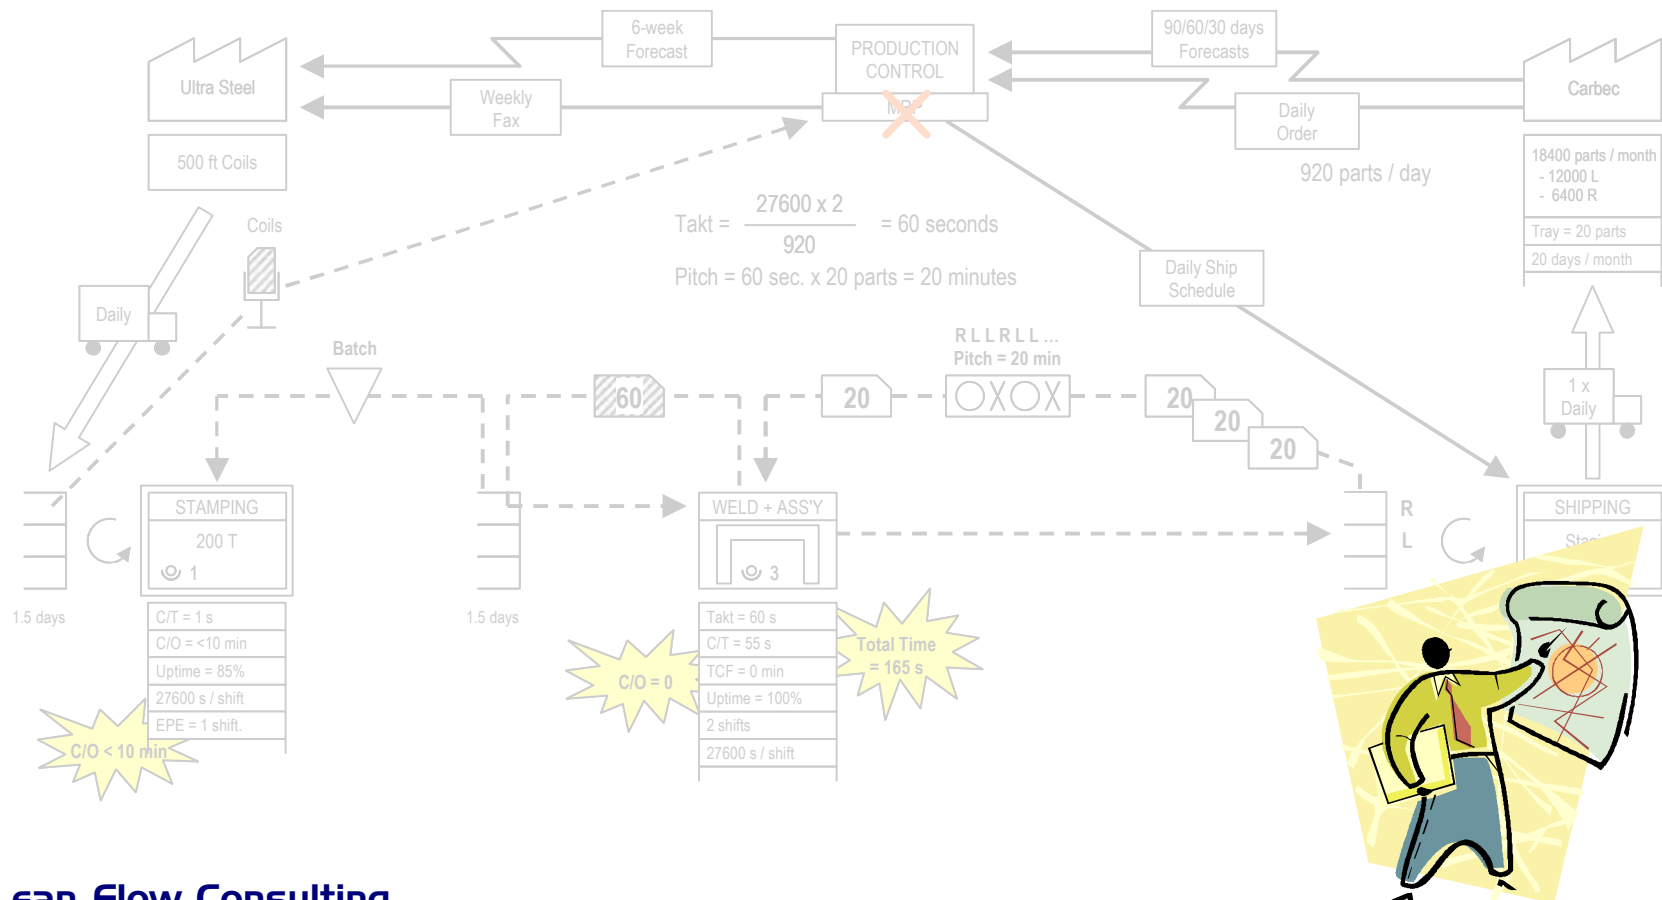 6-week
Forecast
90/60/30 days
Forecasts
PRODUCTION
CONTROL
MRP
Ultra Steel
Carbec
Weekly
Fax
Daily
Order
500 ft Coils
920 parts / day
18400 parts / month
- 12000 L
- 6400 R
Tray = 20 parts
20 days / month
Coils
Takt = 27600 x 2 = 60 seconds
920
Pitch = 60 sec. x 20 parts = 20 minutes
Daily Ship
Schedule
Daily
Batch
R L L R L L ...
Pitch = 20 min
60
20
20
20
20
1 x
Daily
STAMPING
200 T
1
WELD + ASS'Y
3
R
L
SHIPPING
1.5 days
1.5 days
C/T = 1 s
C/O = <10 min
Uptime = 85%
27600 s / shift
EPE = 1 shift.
C/O < 10 min
C/O = 0
Takt = 60 s
C/T = 55 s
TCF = 0 min
Uptime = 100%
2 shifts
27600 s / shift
Total Time
= 165 s
Flow Consulting